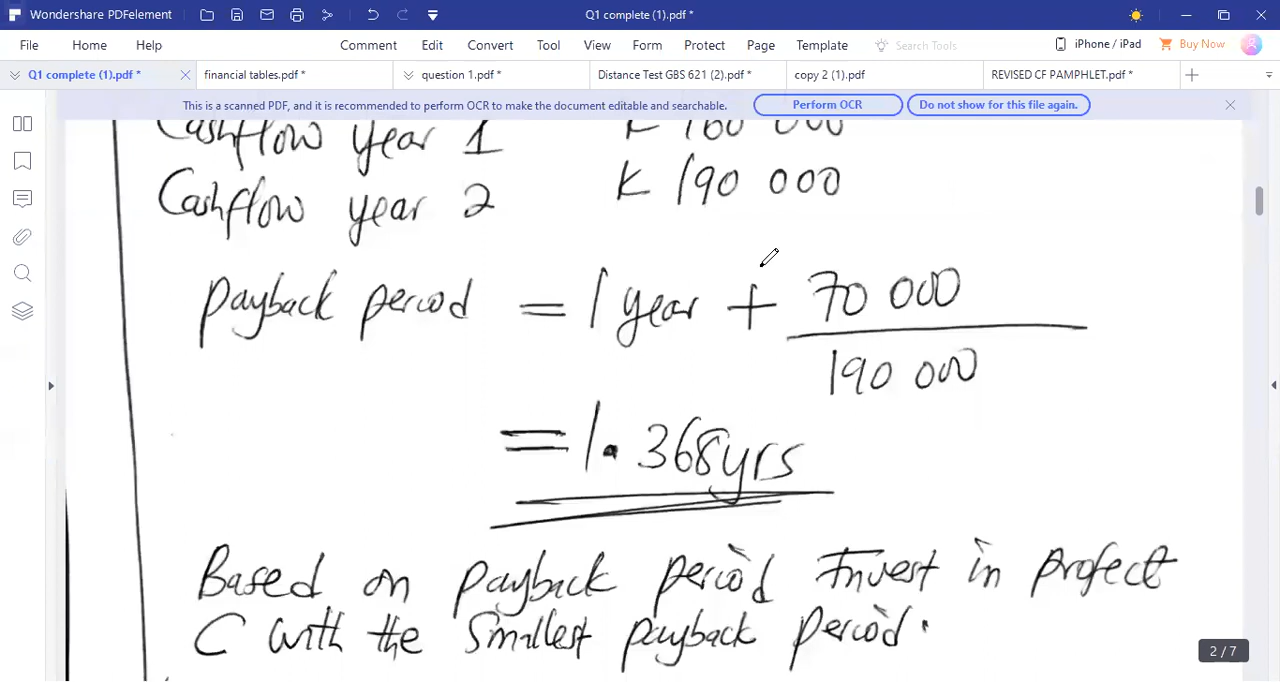 Wondershare PDFelement
Q1 complete (1).pdf *
File Home Help Comment Edit Convert Tool View Form Protect Page Template Search Tools iPhone / iPad Buy Now
Q1 complete (1).pdf * financial tables.pdf * question 1.pdf * Distance Test GBS 621 (2).pdf * copy 2 (1).pdf REVISED CF PAMPHLET.pdf *
This is a scanned PDF, and it is recommended to perform OCR to make the document editable and searchable. Perform OCR Do not show for this file again.
Cashflow year 1 K 160 000
Cashflow year 2 K 190 000
payback period = 1 year + 70 000
190 000
= 1.368yrs
Based on payback period Invest in project
C with the smallest payback period.
2 / 7